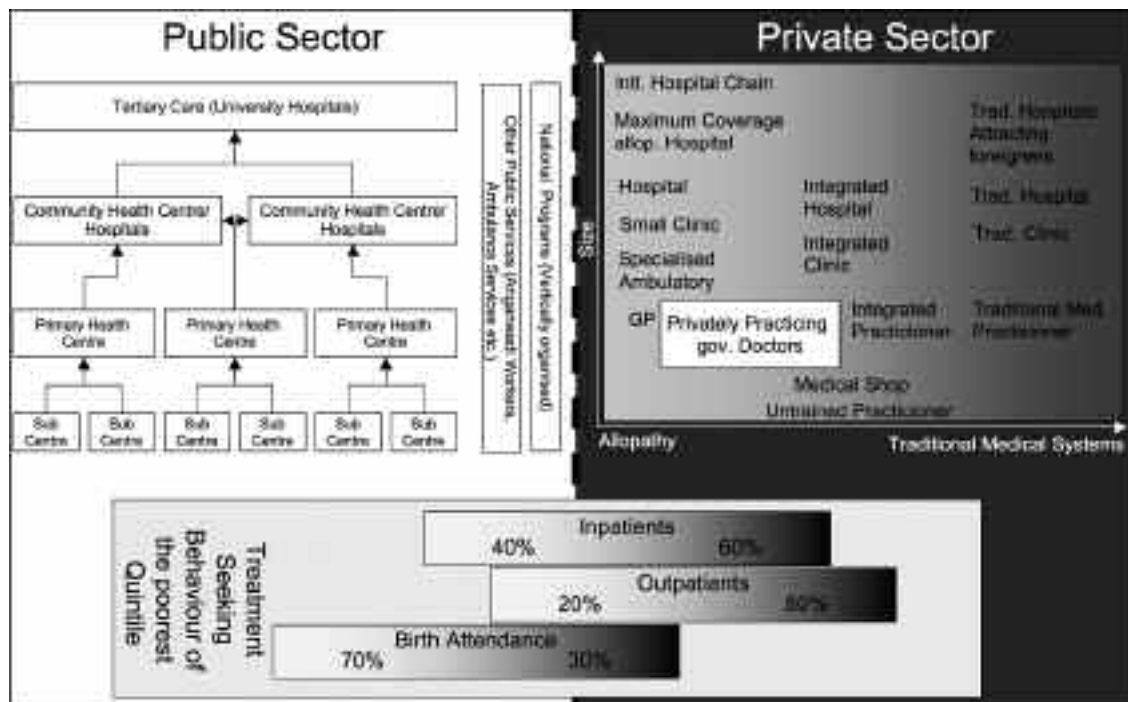 Public Sector
Private Sector
Tertiary Care (University Hospitals)
Community Health Centre/
Hospitals
Community Health Centre/
Hospitals
Primary Health
Centre
Primary Health
Centre
Primary Health
Centre
Sub
Centre
Sub
Centre
Sub
Centre
Sub
Centre
Sub
Centre
Sub
Centre
Other Public Services (Anganwadi Workers,
Ambulance Services etc.)
National Programs (Vertically organised)
Size
Intl. Hospital Chain
Maximum Coverage
allop. Hospital
Trad. Hospitals
Attracting
foreigners
Hospital
Integrated
Hospital
Trad. Hospital
Small Clinic
Integrated
Clinic
Trad. Clinic
Specialised
Ambulatory
GP
Privately Practicing
gov. Doctors
Integrated
Practictioner
Traditional Med.
Practictioner
Medical Shop
Untrained Practictioner
Allopathy
Traditional Medical Systems
Treatment
Seeking
Behaviour of
the poorest
Quintile
Inpatients
40% 60%
Outpatients
20% 80%
Birth Attendance
70% 30%